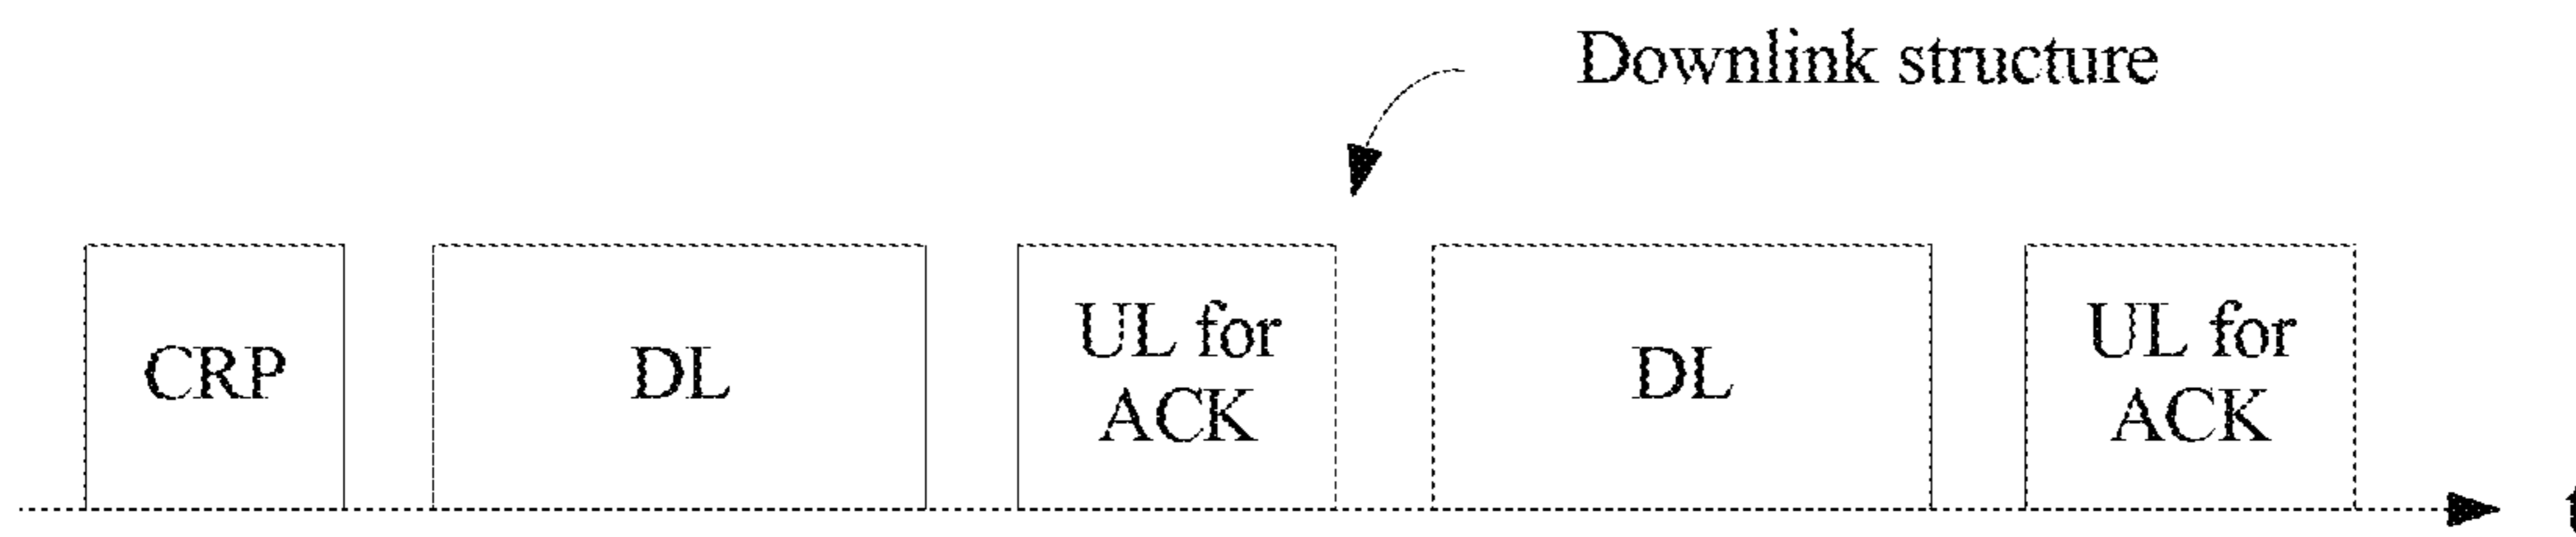 Downlink structure
CRP
DL
UL for
ACK
DL
UL for
ACK
t